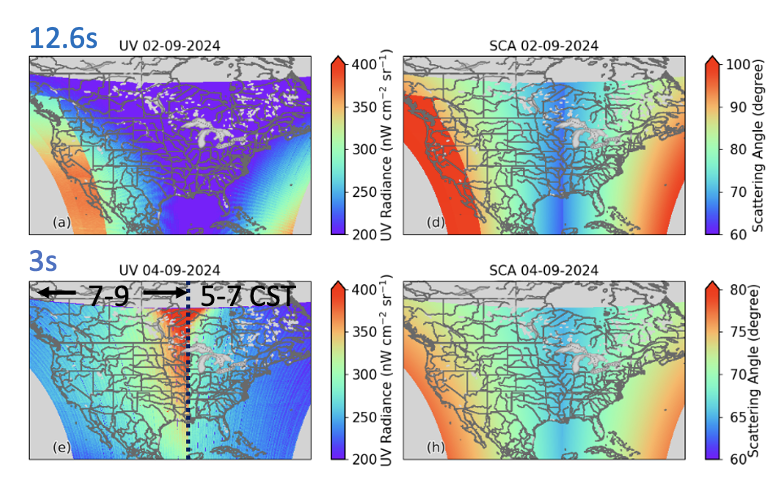 12.6s
UV 02-09-2024
SCA 02-09-2024
400
350
300
250
200
UV Radiance (nW cm−2 sr−1)
100
90
80
70
60
Scattering Angle (degree)
(a)
(d)
3s
UV 04-09-2024
SCA 04-09-2024
7-9
5-7 CST
400
350
300
250
200
UV Radiance (nW cm−2 sr−1)
80
75
70
65
60
Scattering Angle (degree)
(e)
(h)